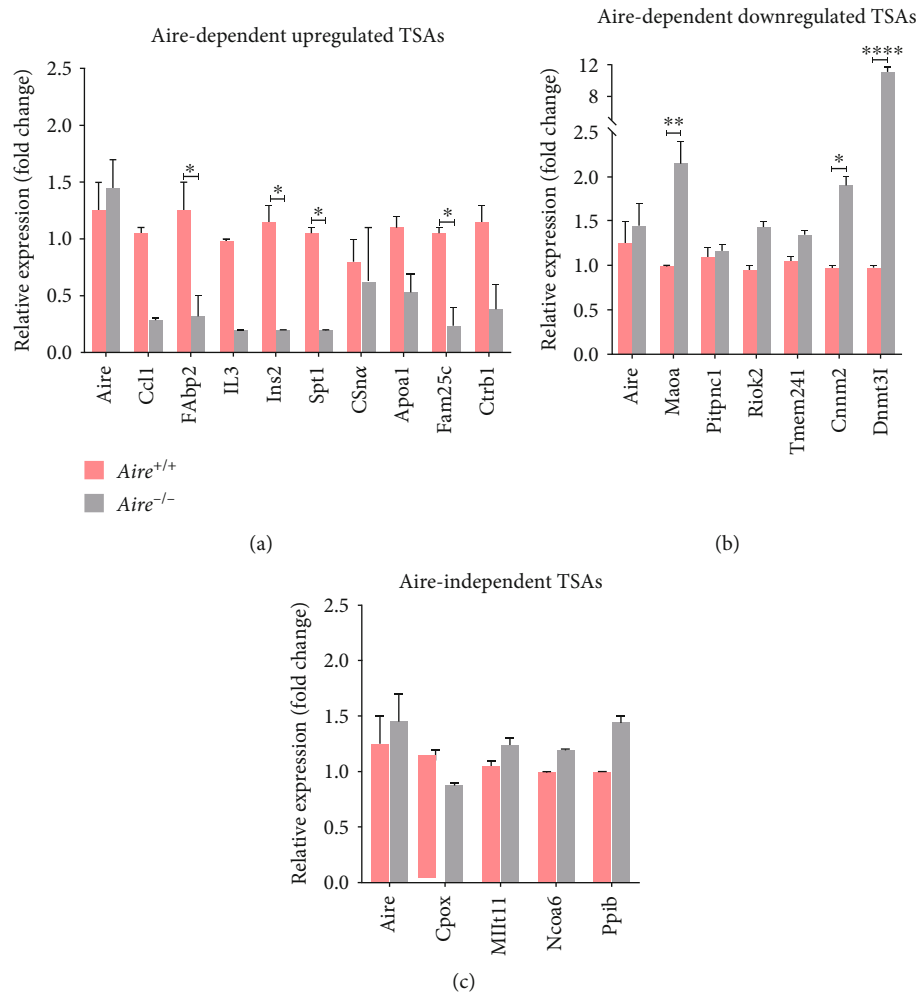 Aire-dependent upregulated TSAs
Relative expression (fold change)
2.5
2.0
1.5
1.0
0.5
0.0
*
*
*
*
Aire
Ccl1
FAbp2
IL3
Ins2
Spt1
CSnα
Apoa1
Fam25c
Ctrb1
Aire+/+
Aire−/−
(a)
Aire-dependent downregulated TSAs
Relative expression (fold change)
12
8
2.5
2.0
1.5
1.0
0.5
0.0
**
*
****
Aire
Maoa
Pitpnc1
Riok2
Tmem241
Cnnm2
Dnmt3I
(b)
Aire-independent TSAs
Relative expression (fold change)
2.5
2.0
1.5
1.0
0.5
0.0
Aire
Cpox
MIlt11
Ncoa6
Ppib
(c)